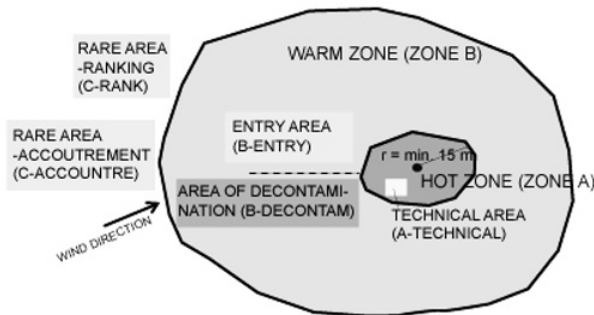 RARE AREA
-RANKING
(C-RANK)
WARM ZONE (ZONE B)
RARE AREA
-ACCOUTREMENT
(C-ACCOUNTRE)
ENTRY AREA
(B-ENTRY)
r = min. 15 m
HOT ZONE (ZONE A)
AREA OF DECONTAMI-
NATION (B-DECONTAM)
TECHNICAL AREA
(A-TECHNICAL)
WIND DIRECTION